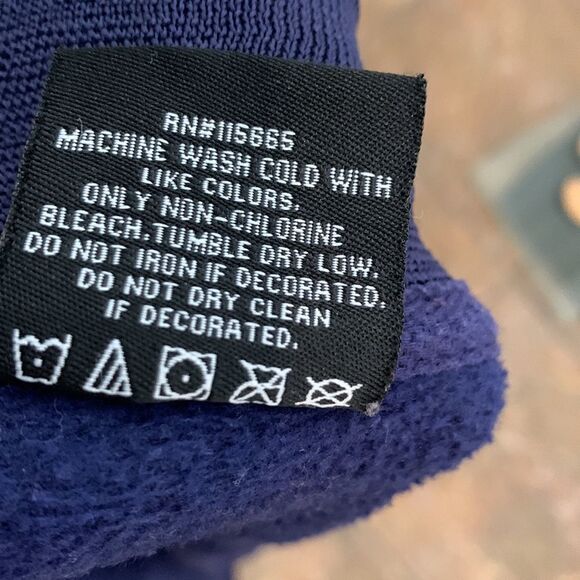 RN#115665
MACHINE WASH COLD WITH
LIKE COLORS.
ONLY NON-CHLORINE
BLEACH.TUMBLE DRY LOW.
DO NOT IRON IF DECORATED.
DO NOT DRY CLEAN
IF DECORATED.